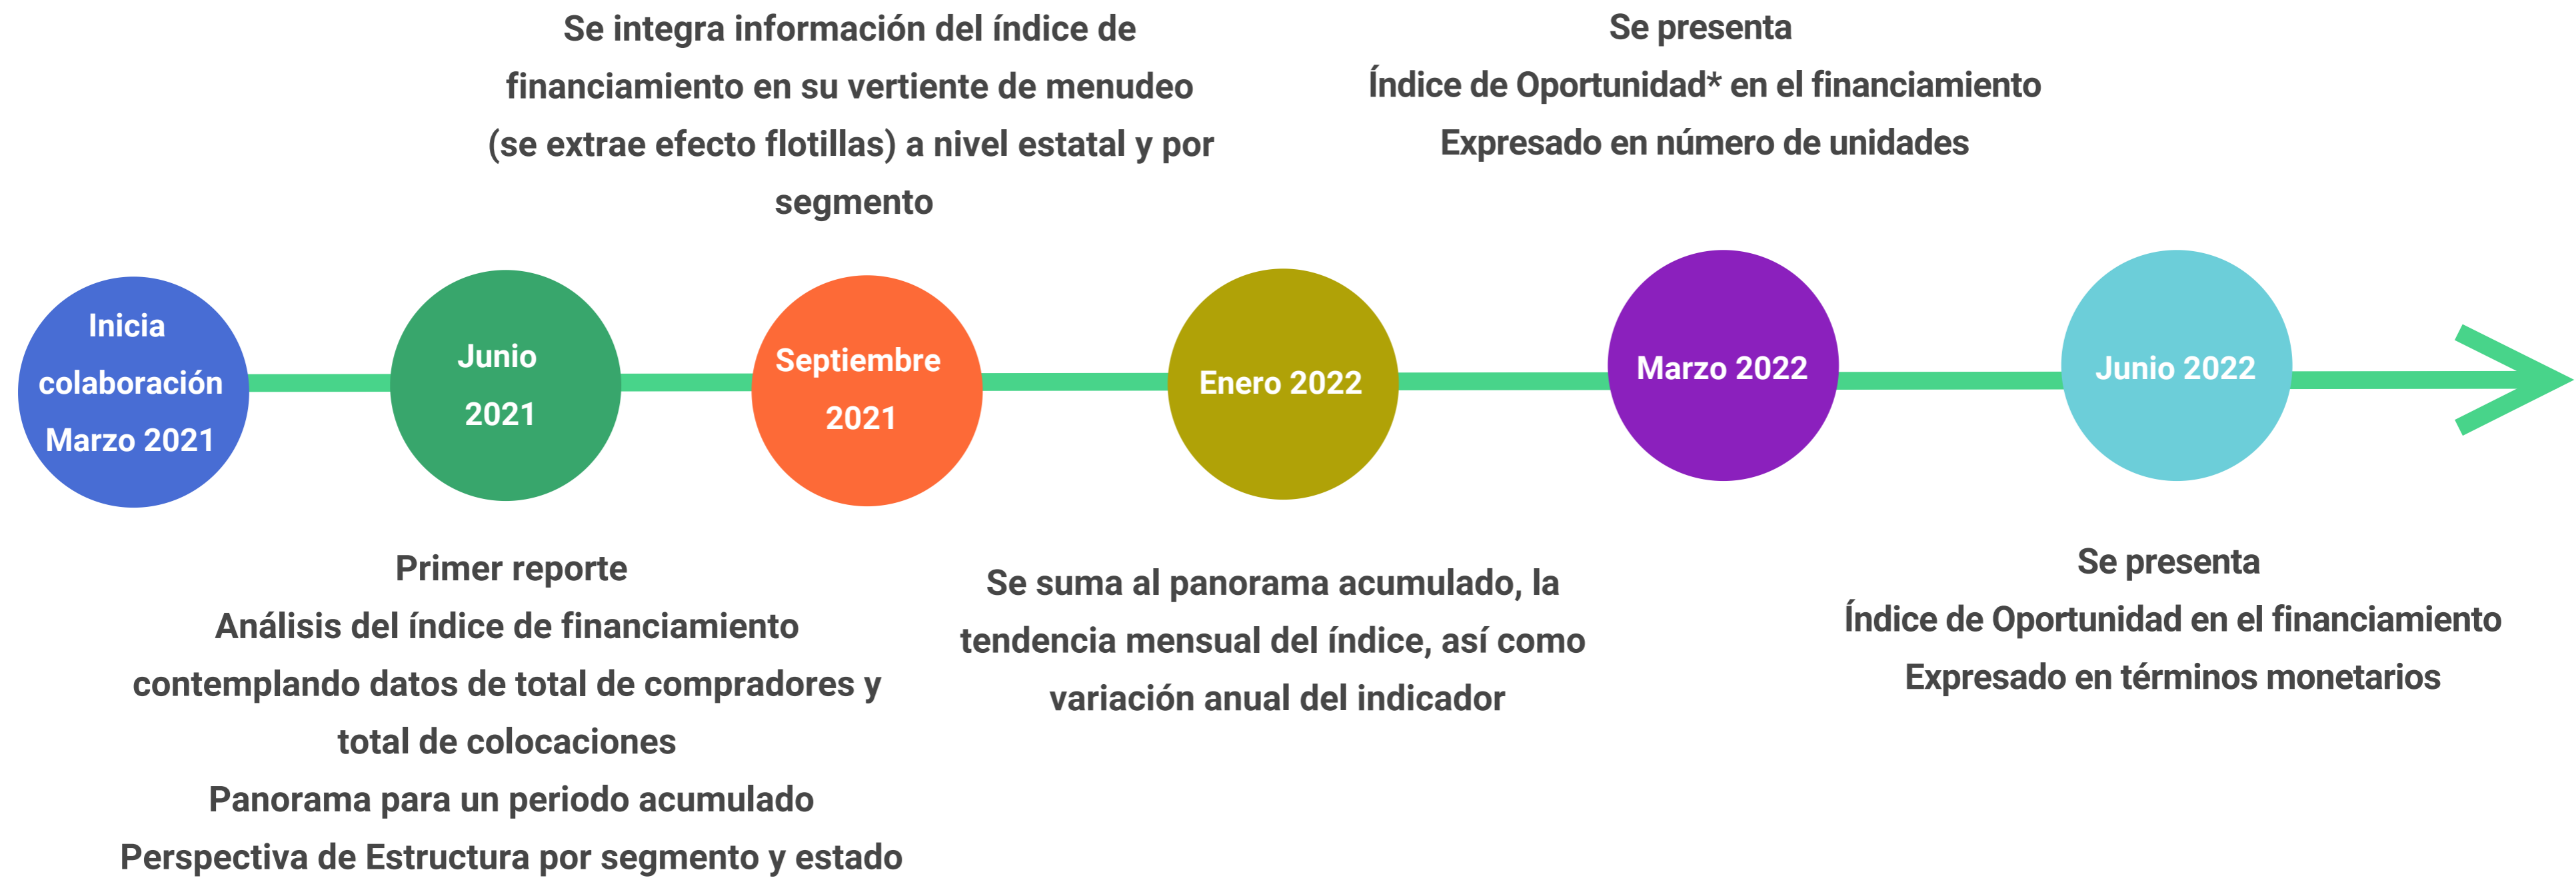 Se integra información del índice de
financiamiento en su vertiente de menudeo
(se extrae efecto flotillas) a nivel estatal y por
segmento
Se presenta
Índice de Oportunidad* en el financiamiento
Expresado en número de unidades
Inicia
colaboración
Marzo 2021
Junio
2021
Septiembre
2021
Enero 2022
Marzo 2022
Junio 2022
Primer reporte
Análisis del índice de financiamiento
contemplando datos de total de compradores y
total de colocaciones
Panorama para un periodo acumulado
Perspectiva de Estructura por segmento y estado
Se suma al panorama acumulado, la
tendencia mensual del índice, así como
variación anual del indicador
Se presenta
Índice de Oportunidad en el financiamiento
Expresado en términos monetarios